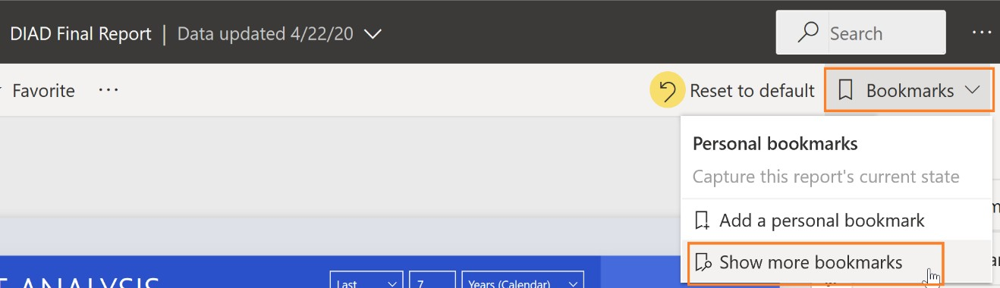 DIAD Final Report | Data updated 4/22/20
Search
Favorite
Reset to default
Bookmarks
Personal bookmarks
Capture this report's current state
Add a personal bookmark
Show more bookmarks
ANALYSIS
Last
7
Years (Calendar)